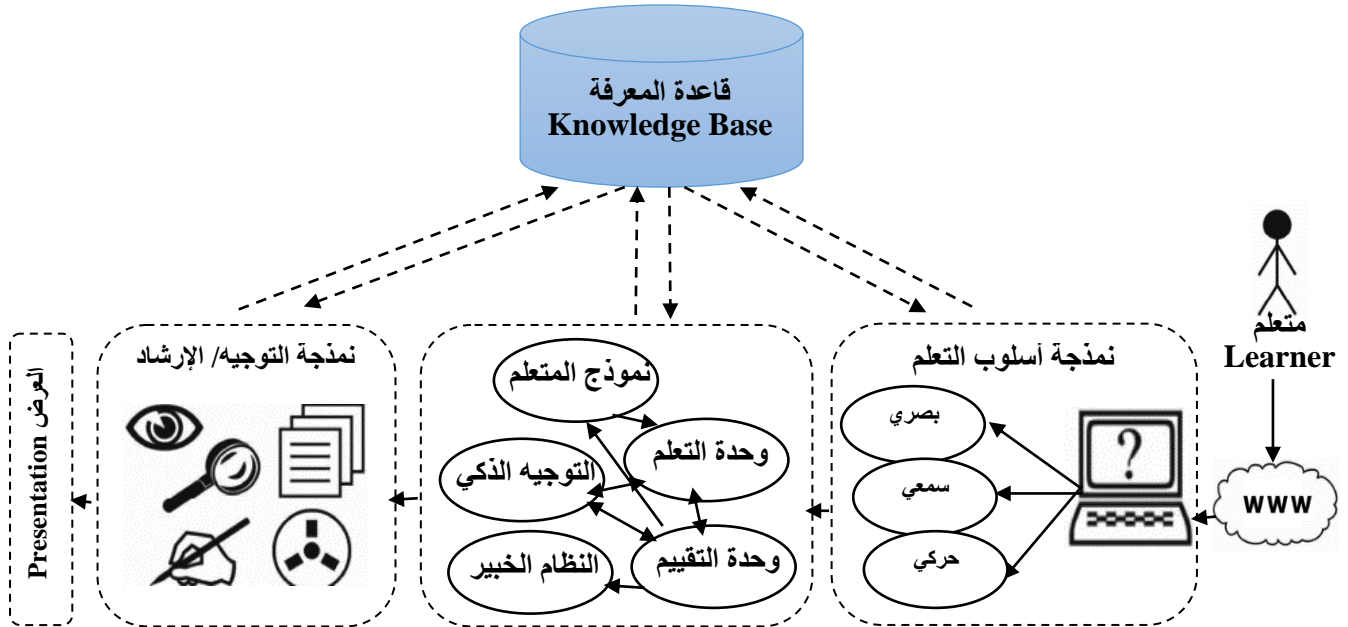 قاعدة المعرفة
Knowledge Base
متعلم
Learner
WWW
نمذجة أسلوب التعلم
?
بصري
سمعي
حركي
نموذج المتعلم
وحدة التعلم
التوجيه الذكي
وحدة التقييم
النظام الخبير
نمذجة التوجيه/ الإرشاد
العرض Presentation